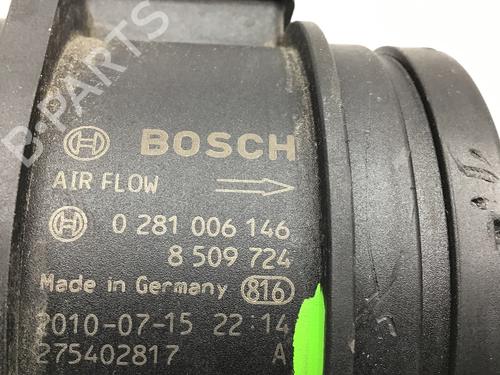 B-PARTS
BOSCH
AIR FLOW
0 281 006 146
8 509 724
Made in Germany 816
2010-07-15 22:14
275402817 A